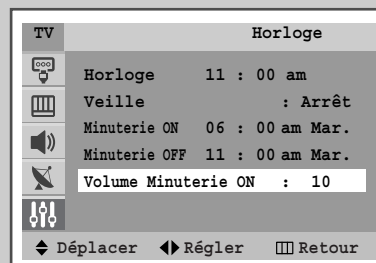 TV Horloge
Horloge 11 : 00 am
Veille : Arrêt
Minuterie ON 06 : 00 am Mar.
Minuterie OFF 11 : 00 am Mar.
Volume Minuterie ON : 10
Déplacer Régler Retour